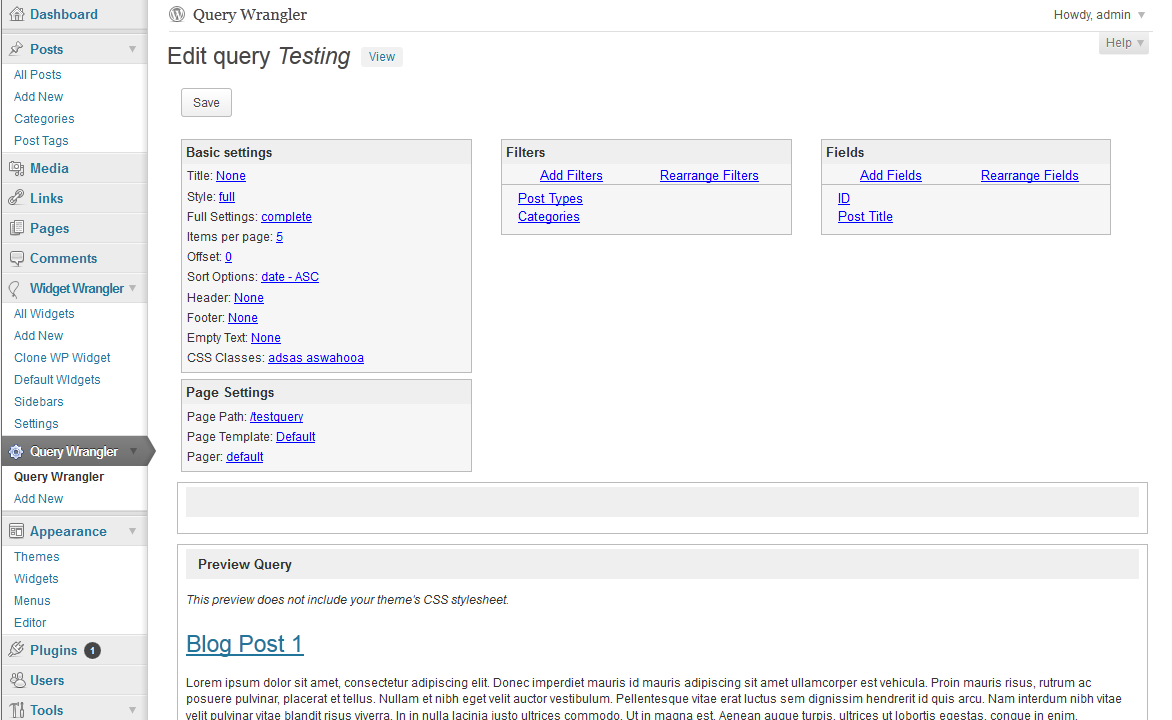 Dashboard
Posts
All Posts
Add New
Categories
Post Tags
Media
Links
Pages
Comments
Widget Wrangler
All Widgets
Add New
Clone WP Widget
Default WIdgets
Sidebars
Settings
Query Wrangler
Query Wrangler
Add New
Appearance
Themes
Widgets
Menus
Editor
Plugins 1
Users
Tools
Query Wrangler
Howdy, admin
Help
Edit query Testing View
Save
Basic settings
Title: None
Style: full
Full Settings: complete
Items per page: 5
Offset: 0
Sort Options: date - ASC
Header: None
Footer: None
Empty Text: None
CSS Classes: adsas aswahooa
Page Settings
Page Path: /testquery
Page Template: Default
Pager: default
Filters
Add Filters Rearrange Filters
Post Types
Categories
Fields
Add Fields Rearrange Fields
ID
Post Title
Preview Query
This preview does not include your theme's CSS stylesheet.
Blog Post 1
Lorem ipsum dolor sit amet, consectetur adipiscing elit. Donec imperdiet mauris id mauris adipiscing sit amet ullamcorper est vehicula. Proin mauris risus, rutrum ac
posuere pulvinar, placerat et tellus. Nullam et nibh eget velit auctor vestibulum. Pellentesque vitae erat luctus sem dignissim hendrerit id quis arcu. Nam interdum nibh vitae
velit pulvinar vitae blandit risus viverra. In in nulla lacinia justo ultrices commodo. Ut in magna est. Aenean augue turpis, ultrices ut lobortis egestas, congue in enim.